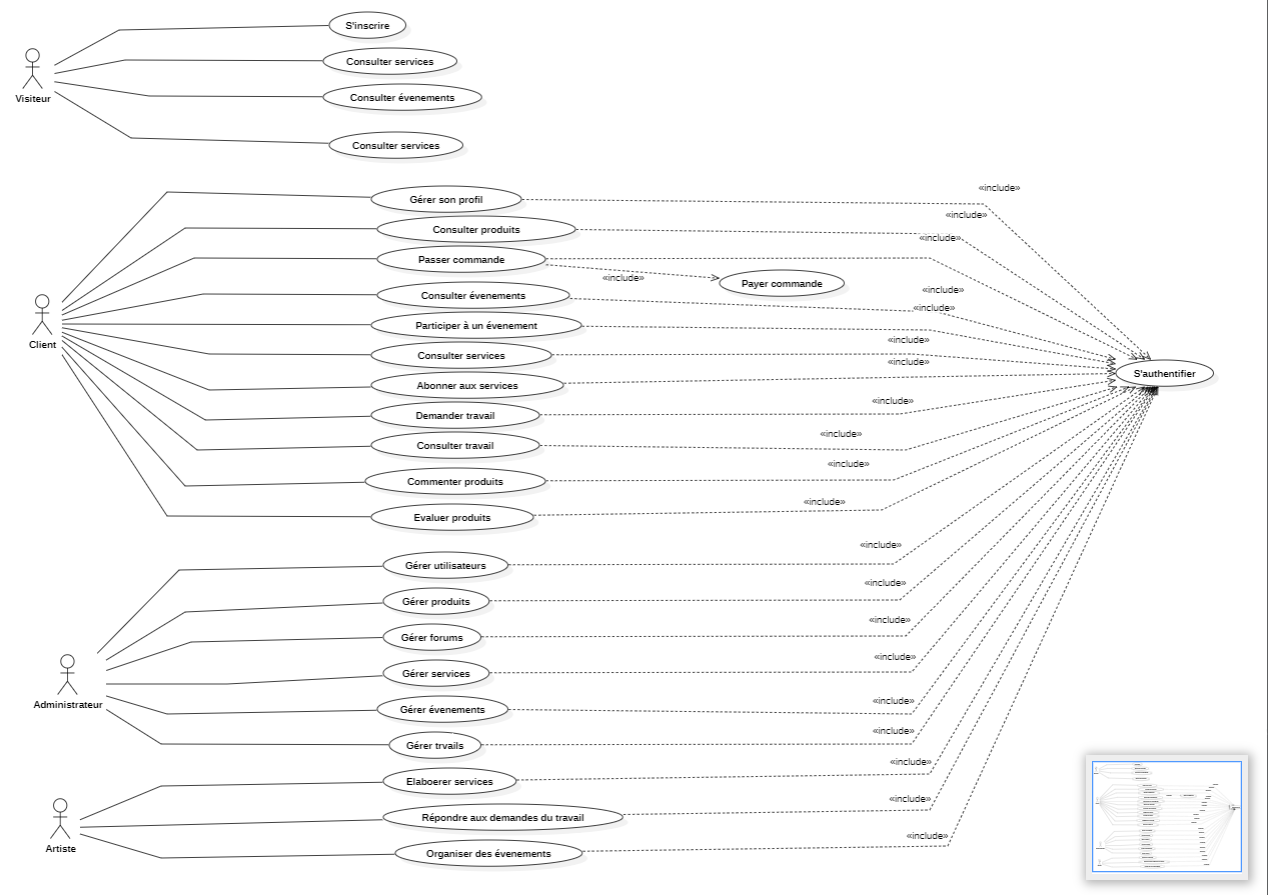 S'inscrire
Consulter services
Visiteur
Consulter évenements
Consulter services
Gérer son profil
«include»
Consulter produits
«include»
Passer commande
«include»
«include»
Payer commande
Consulter évenements
«include»
«include»
Participer à un évenement
Client
«include»
Consulter services
«include»
S'authentifier
Abonner aux services
«include»
Demander travail
«include»
Consulter travail
«include»
Commenter produits
«include»
Evaluer produits
«include»
Gérer utilisateurs
«include»
Gérer produits
«include»
Gérer forums
«include»
Gérer services
«include»
Administrateur
Gérer évenements
«include»
Gérer trvails
«include»
Elaboerer services
«include»
Répondre aux demandes du travail
«include»
Artiste
Organiser des évenements